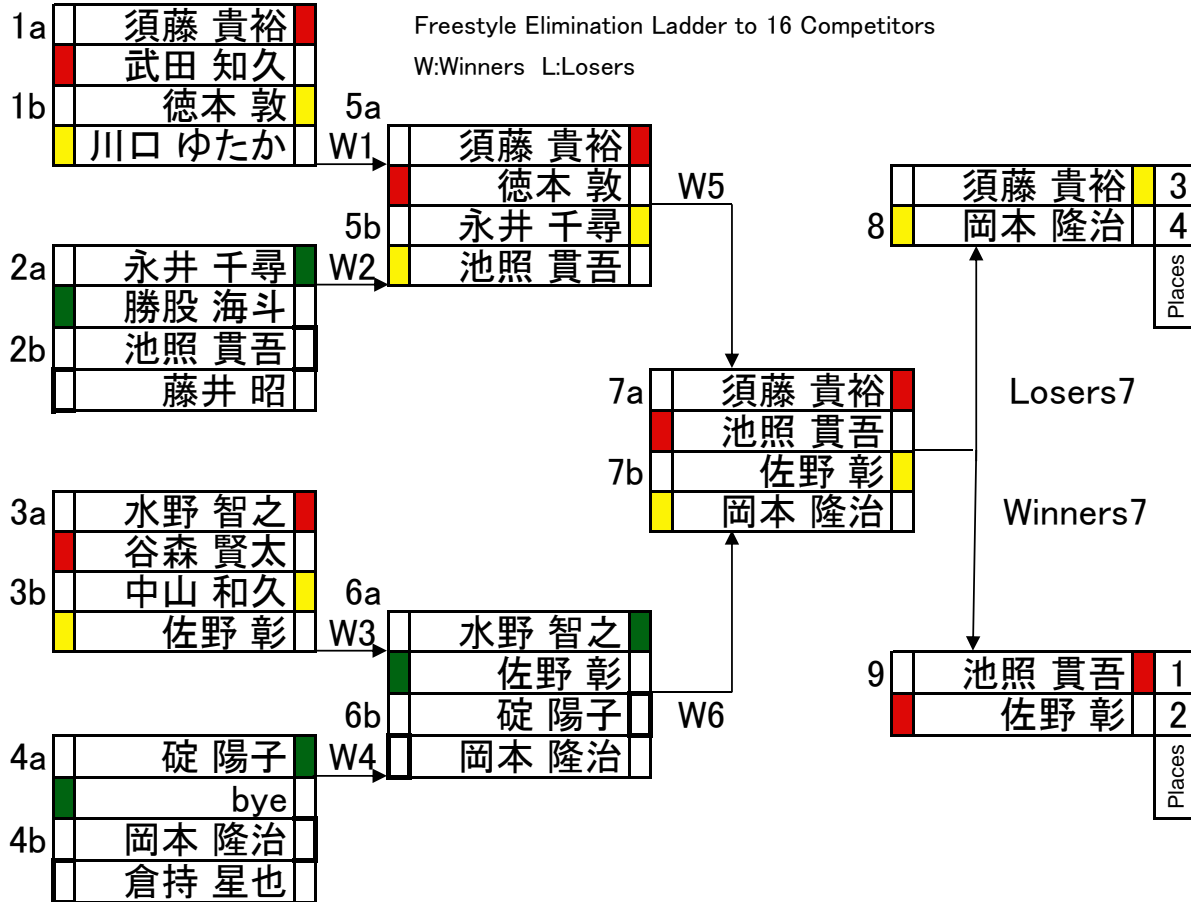 Freestyle Elimination Ladder to 16 Competitors
W:Winners L:Losers
1a 須藤 貴裕
武田 知久
1b 徳本 敦
川口 ゆたか
W1
2a 永井 千尋
勝股 海斗
2b 池照 貫吾
藤井 昭
W2
3a 水野 智之
谷森 賢太
3b 中山 和久
佐野 彰
W3
4a 碇 陽子
bye
4b 岡本 隆治
倉持 星也
W4
5a 須藤 貴裕
徳本 敦
5b 永井 千尋
池照 貫吾
W5
6a 水野 智之
佐野 彰
6b 碇 陽子
岡本 隆治
W6
7a 須藤 貴裕
池照 貫吾
7b 佐野 彰
岡本 隆治
Losers7
Winners7
須藤 貴裕 3
8 岡本 隆治 4
Places
9 池照 貫吾 1
佐野 彰 2
Places